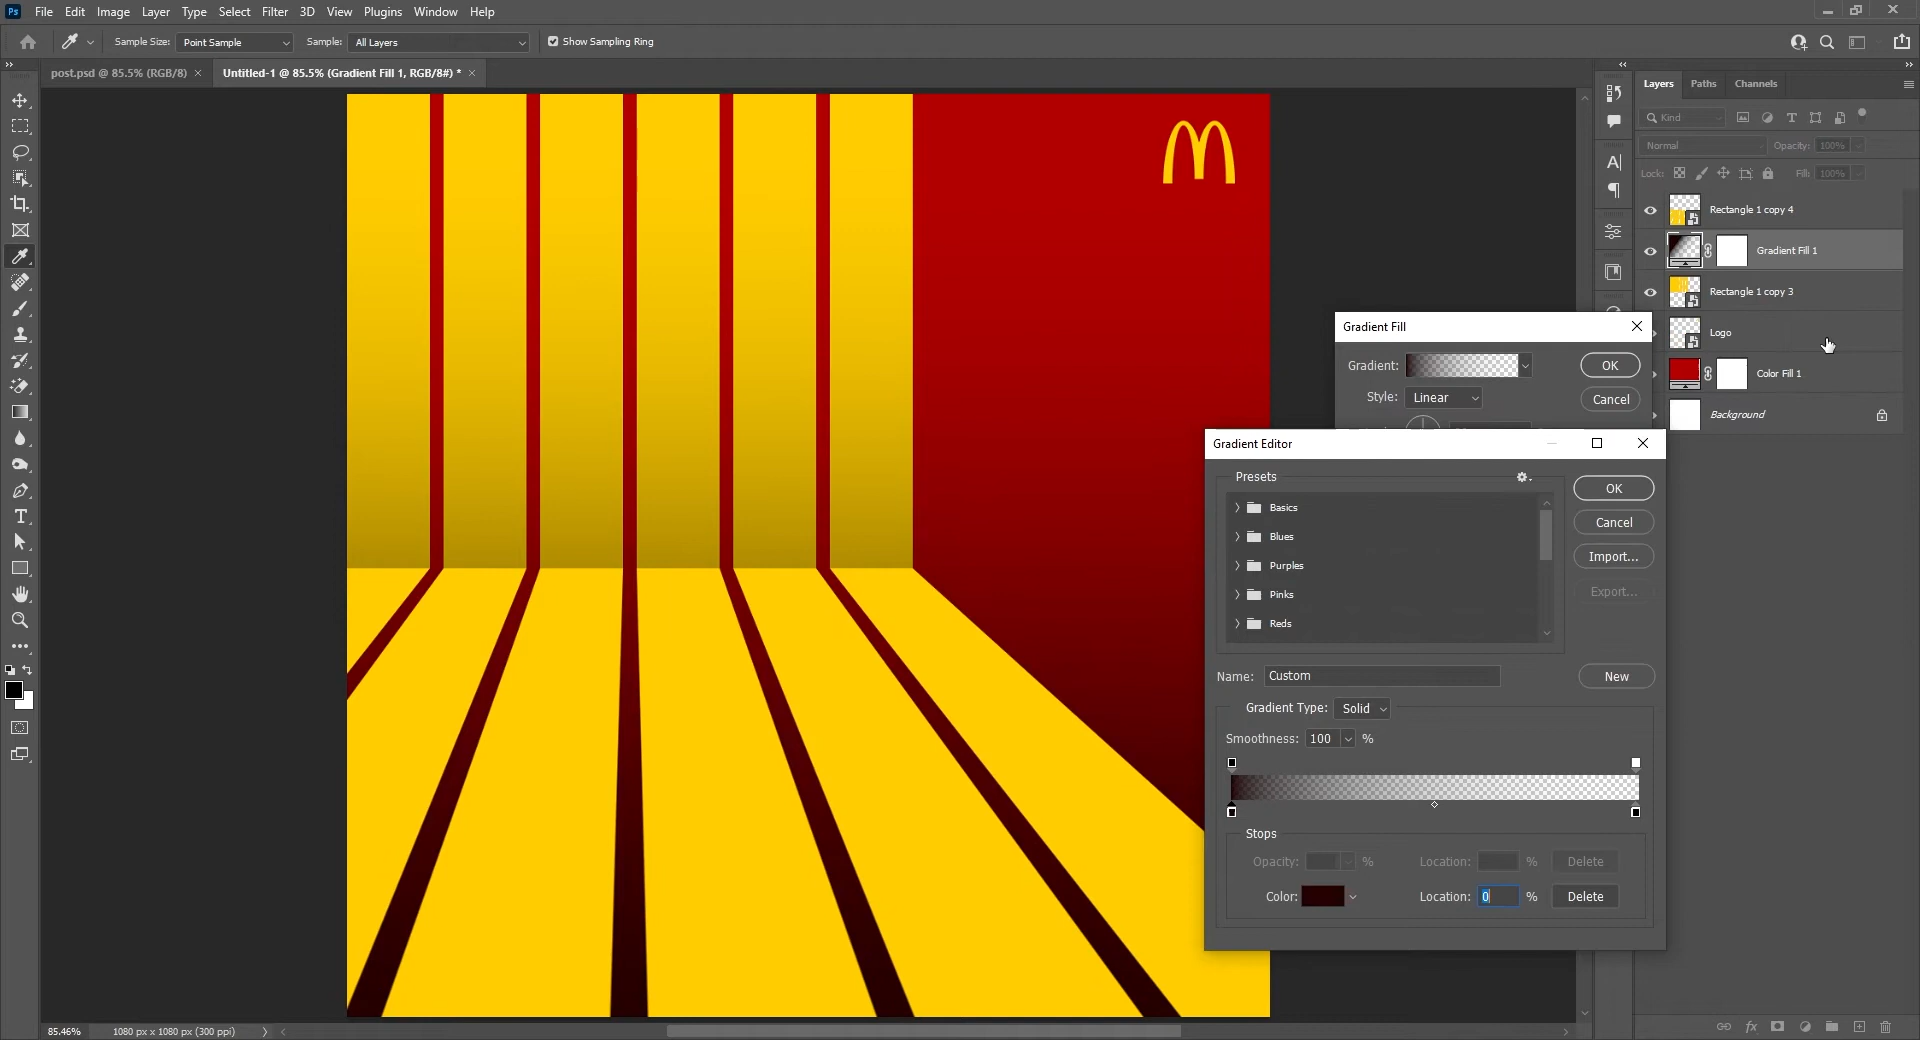 Ps File Edit Image Layer Type Select Filter 3D View Plugins Window Help
Sample Size: Point Sample Sample: All Layers Show Sampling Ring
post.psd @ 85.5% (RGB/8) × Untitled-1 @ 85.5% (Gradient Fill 1, RGB/8#) * ×
Layers Paths Channels
Kind
Normal Opacity: 100%
Lock: Fill: 100%
Rectangle 1 copy 4
Gradient Fill 1
Rectangle 1 copy 3
Logo
Color Fill 1
Background
Gradient Fill
Gradient: OK
Style: Linear Cancel
Gradient Editor
Presets
Basics
Blues
Purples
Pinks
Reds
OK
Cancel
Import...
Export...
Name: Custom New
Gradient Type: Solid
Smoothness: 100 %
Stops
Opacity: % Location: % Delete
Color: Location: 0 % Delete
85.46% 1080 px x 1080 px (300 ppi)